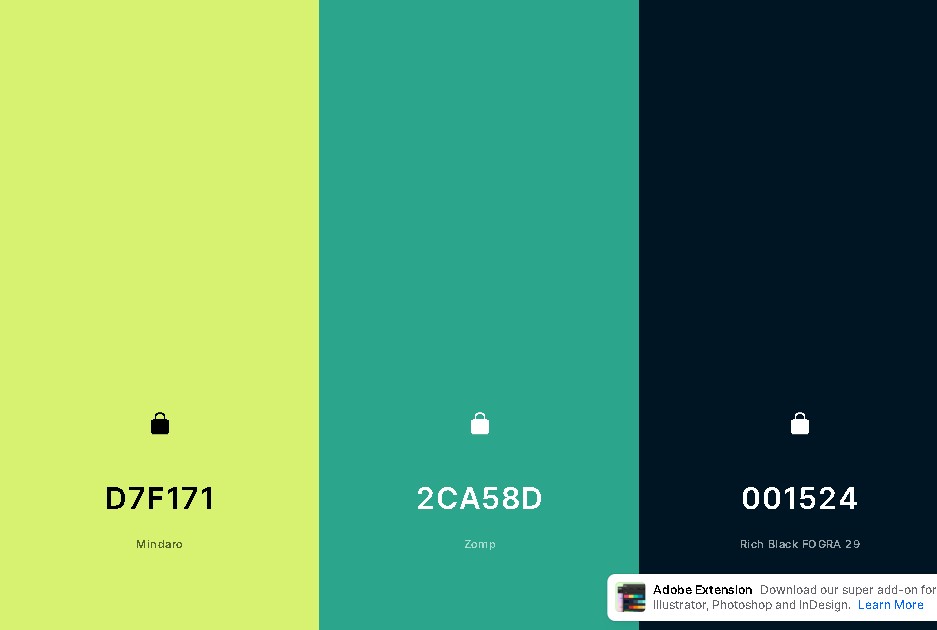 D7F171
Mindaro
2CA58D
Zomp
001524
Rich Black FOGRA 29
Adobe Extension Download our super add-on for
Illustrator, Photoshop and InDesign. Learn More